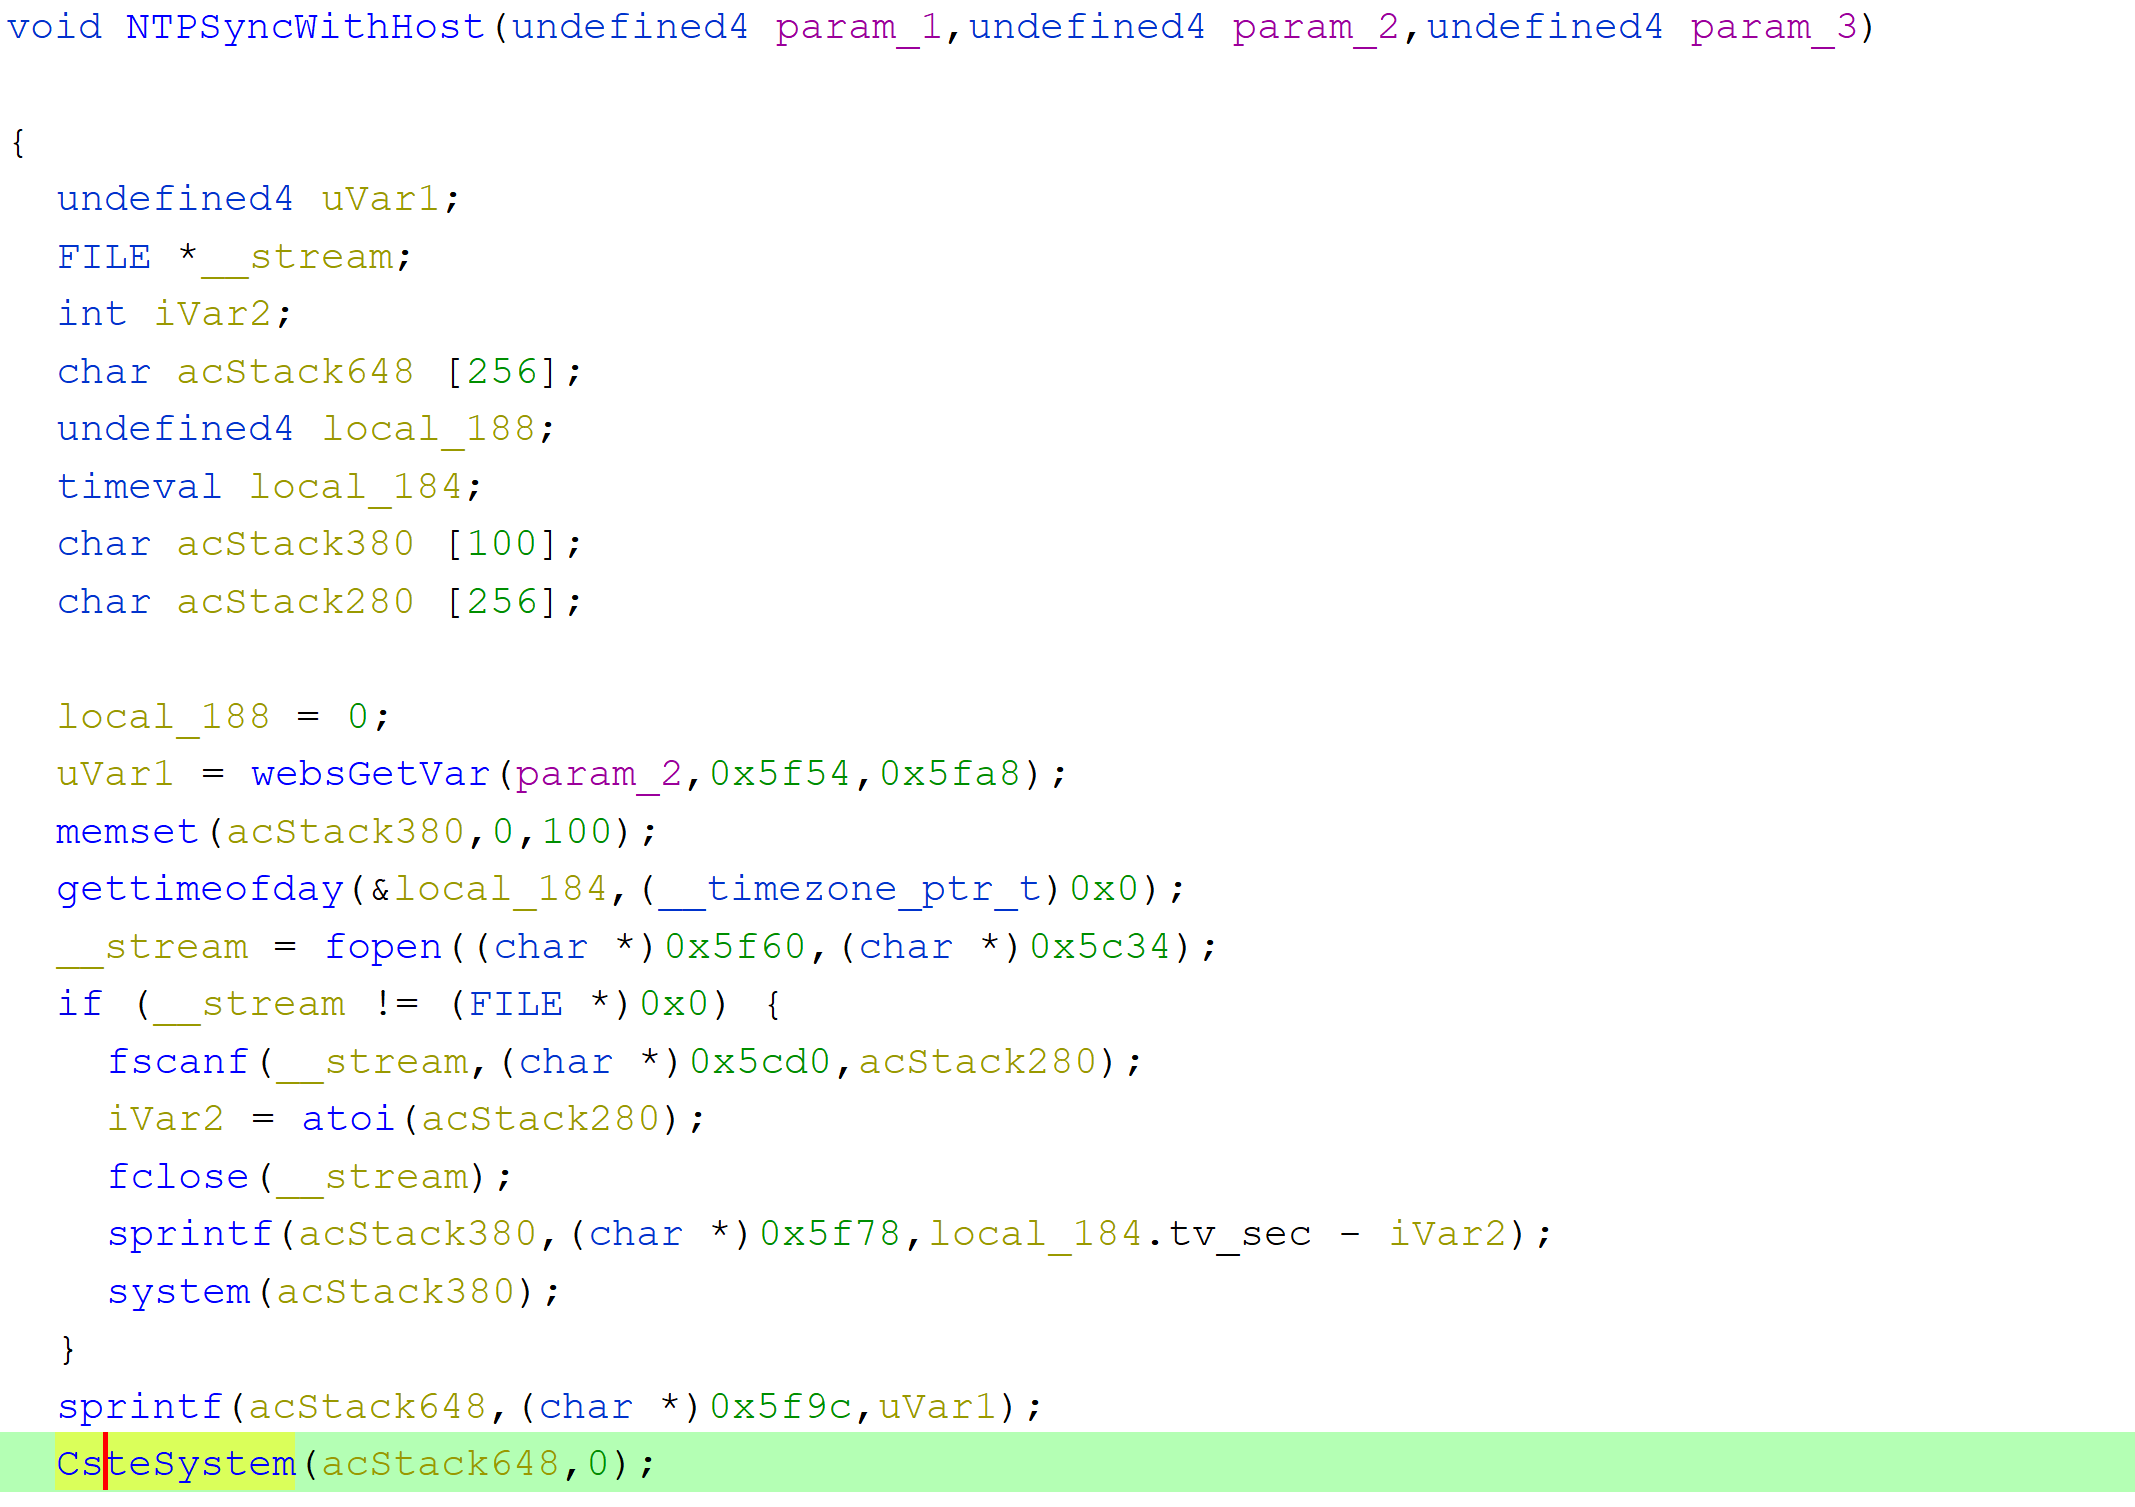 void NTPSyncWithHost(undefined4 param_1,undefined4 param_2,undefined4 param_3)
{
undefined4 uVar1;
FILE *__stream;
int iVar2;
char acStack648 [256];
undefined4 local_188;
timeval local_184;
char acStack380 [100];
char acStack280 [256];
local_188 = 0;
uVar1 = websGetVar(param_2,0x5f54,0x5fa8);
memset(acStack380,0,100);
gettimeofday(&local_184,(__timezone_ptr_t)0x0);
__stream = fopen((char *)0x5f60,(char *)0x5c34);
if (__stream != (FILE *)0x0) {
fscanf(__stream,(char *)0x5cd0,acStack280);
iVar2 = atoi(acStack280);
fclose(__stream);
sprintf(acStack380,(char *)0x5f78,local_184.tv_sec - iVar2);
system(acStack380);
}
sprintf(acStack648,(char *)0x5f9c,uVar1);
CsteSystem(acStack648,0);